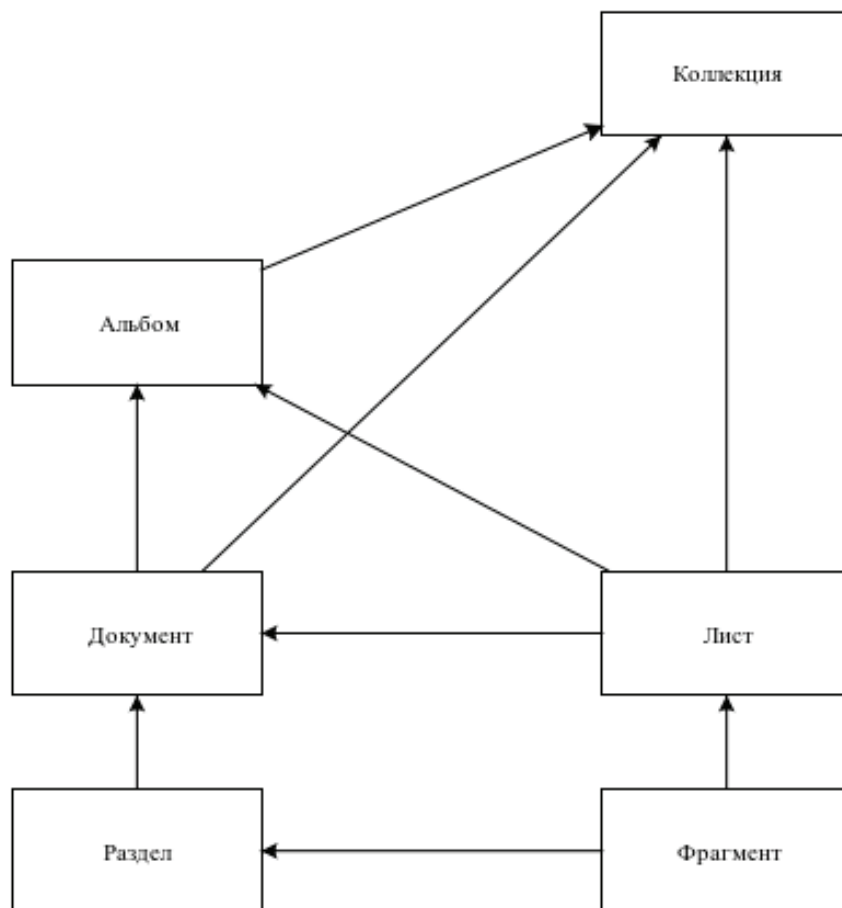 Коллекция
Альбом
Документ
Лист
Раздел
Фрагмент